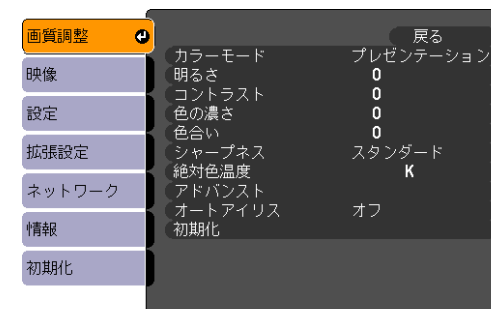 画質調整
映像
設定
拡張設定
ネットワーク
情報
初期化
戻る
カラーモード プレゼンテーション
明るさ 0
コントラスト 0
色の濃さ 0
色合い 0
シャープネス スタンダード
絶対色温度 K
アドバンスト
オートアイリス オフ
初期化